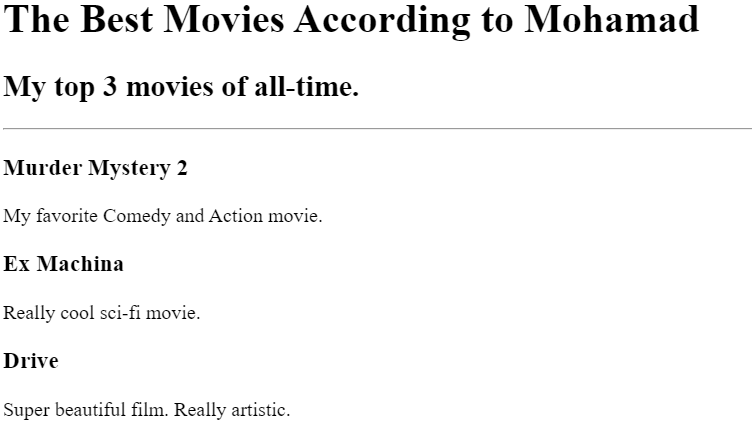 The Best Movies According to Mohamad
My top 3 movies of all-time.
Murder Mystery 2
My favorite Comedy and Action movie.
Ex Machina
Really cool sci-fi movie.
Drive
Super beautiful film. Really artistic.